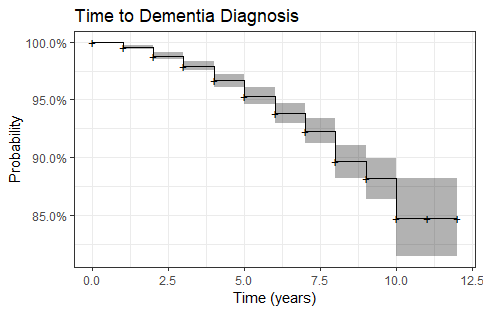 Time to Dementia Diagnosis
100.0%
95.0%
90.0%
85.0%
Probability
0.0 2.5 5.0 7.5 10.0 12.5
Time (years)